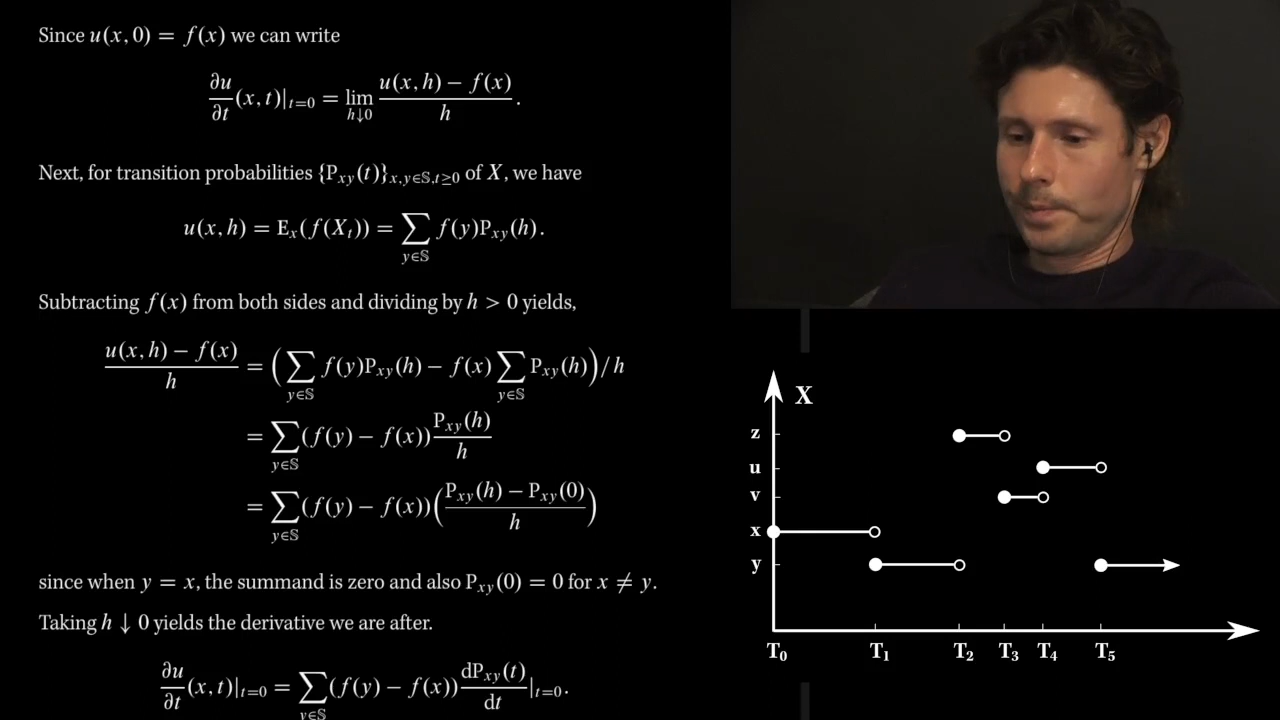 Since u(x, 0) = f(x) we can write
∂u/∂t (x, t)|ₜ₌₀ = lim_{h↓0} (u(x, h) − f(x))/h .
Next, for transition probabilities {P_{xy}(t)}_{x,y∈𝕊,t≥0} of X, we have
u(x, h) = E_x(f(X_t)) = ∑_{y∈𝕊} f(y)P_{xy}(h).
Subtracting f(x) from both sides and dividing by h > 0 yields,
(u(x, h) − f(x))/h = (∑_{y∈𝕊} f(y)P_{xy}(h) − f(x) ∑_{y∈𝕊} P_{xy}(h))/h
= ∑_{y∈𝕊} (f(y) − f(x)) P_{xy}(h)/h
= ∑_{y∈𝕊} (f(y) − f(x)) ((P_{xy}(h) − P_{xy}(0))/h)
since when y = x, the summand is zero and also P_{xy}(0) = 0 for x ≠ y.
Taking h ↓ 0 yields the derivative we are after.
∂u/∂t (x, t)|ₜ₌₀ = ∑_{y∈𝕊} (f(y) − f(x)) dP_{xy}(t)/dt |ₜ₌₀.
X
z
u
v
x
y
T₀ T₁ T₂ T₃ T₄ T₅